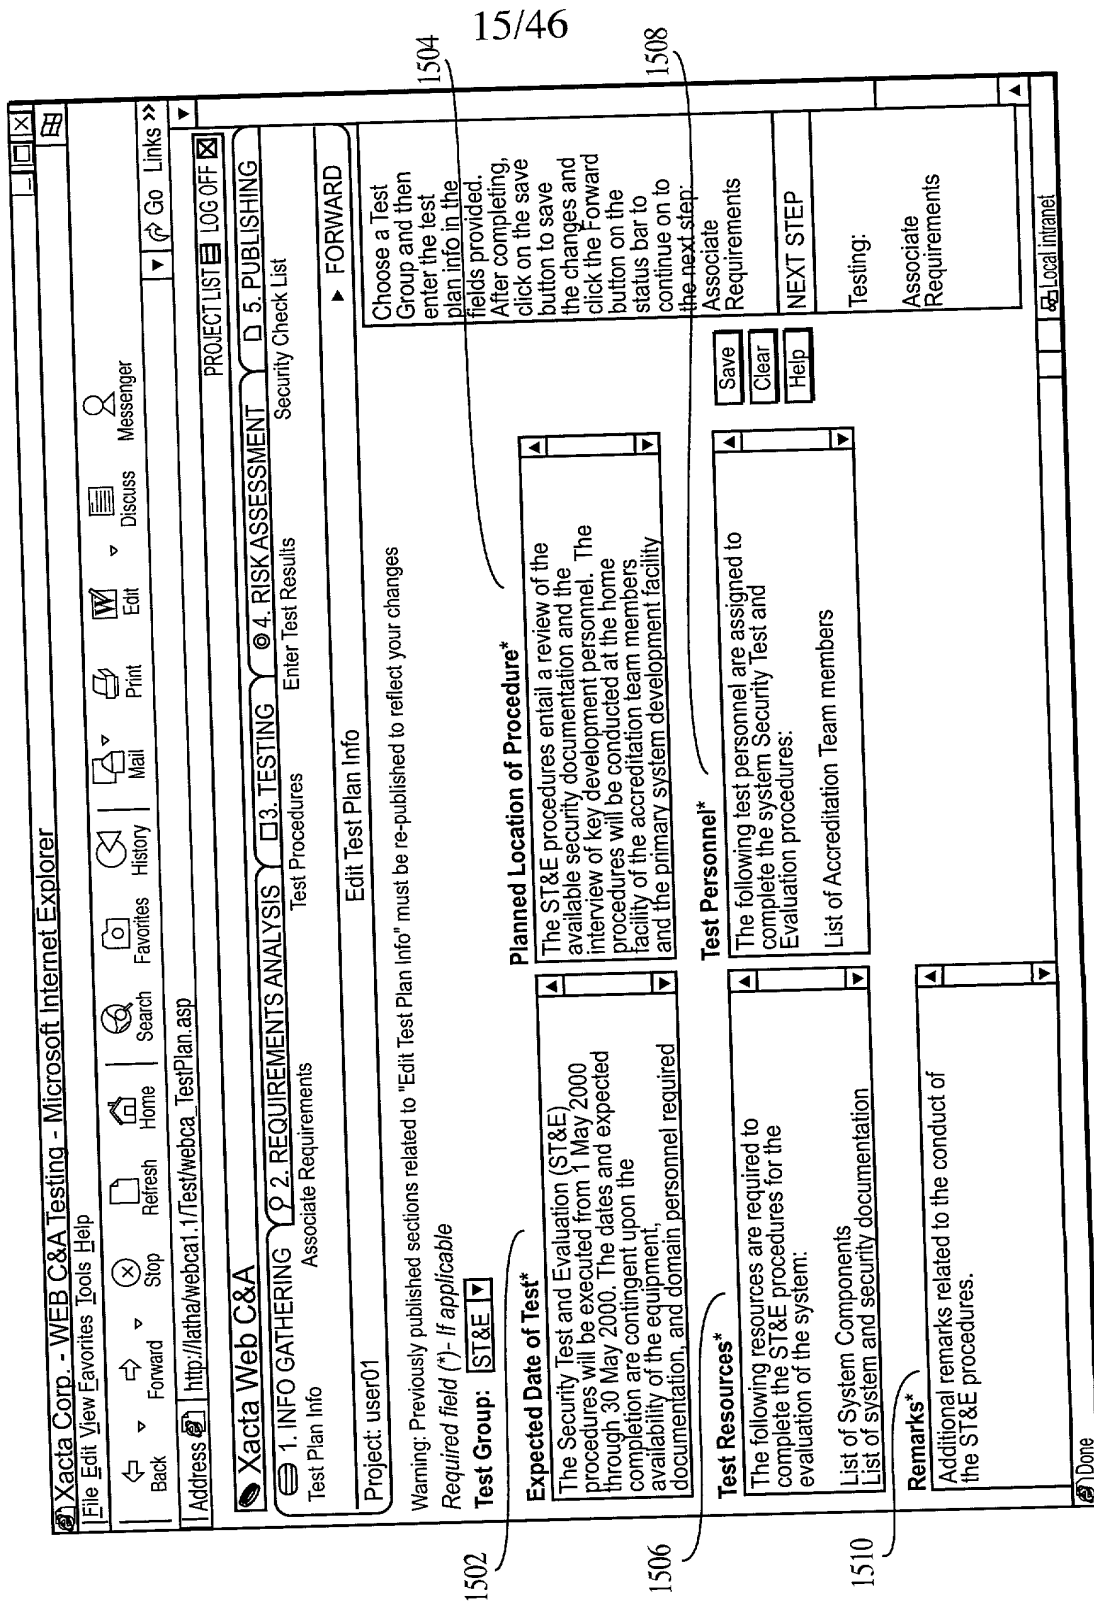 15/46
Xacta Corp. - WEB C&A Testing - Microsoft Internet Explorer
File Edit View Favorites Tools Help
Back Forward Stop Refresh Home Search Favorites History Mail Print Edit Discuss Messenger
Address http://latha/webca1.1/Test/webca_TestPlan.asp Go Links >>
Xacta Web C&A PROJECT LIST LOG OFF
1. INFO GATHERING 2. REQUIREMENTS ANALYSIS 3. TESTING 4. RISK ASSESSMENT 5. PUBLISHING
Test Plan Info Associate Requirements Test Procedures Enter Test Results Security Check List
Project: user01 Edit Test Plan Info FORWARD
Warning: Previously published sections related to "Edit Test Plan Info" must be re-published to reflect your changes
Required field (*)- If applicable
Test Group: ST&E
1502
Expected Date of Test*
The Security Test and Evaluation (ST&E)
procedures will be executed from 1 May 2000
through 30 May 2000. The dates and expected
completion are contingent upon the
availability of the equipment,
documentation, and domain personnel required
1504
Planned Location of Procedure*
The ST&E procedures entail a review of the
available security documentation and the
interview of key development personnel. The
procedures will be conducted at the home
facility of the accreditation team members
and the primary system development facility
1506
Test Resources*
The following resources are required to
complete the ST&E procedures for the
evaluation of the system:
List of System Components
List of system and security documentation
1508
Test Personnel*
The following test personnel are assigned to
complete the system Security Test and
Evaluation procedures:
List of Accreditation Team members
1510
Remarks*
Additional remarks related to the conduct of
the ST&E procedures.
Save
Clear
Help
Choose a Test
Group and then
enter the test
plan info in the
fields provided.
After completing,
click on the save
button to save
the changes and
click the Forward
button on the
status bar to
continue on to
the next step:
Associate
Requirements
NEXT STEP
Testing:
Associate
Requirements
Done Local intranet